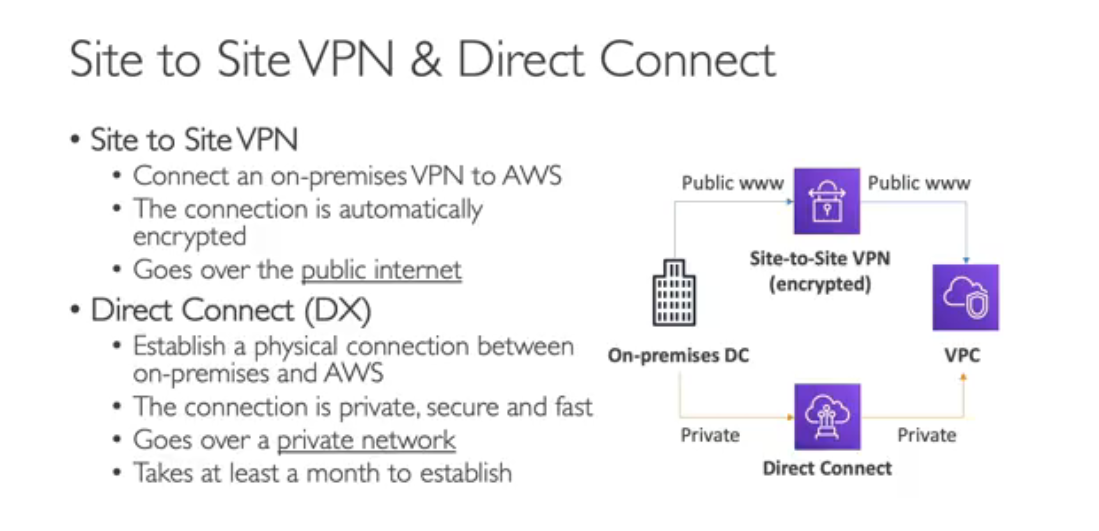 Site to Site VPN & Direct Connect
• Site to Site VPN
• Connect an on-premises VPN to AWS
• The connection is automatically
encrypted
• Goes over the public internet
• Direct Connect (DX)
• Establish a physical connection between
on-premises and AWS
• The connection is private, secure and fast
• Goes over a private network
• Takes at least a month to establish
Public www
Public www
Site-to-Site VPN
(encrypted)
On-premises DC
VPC
Private
Private
Direct Connect